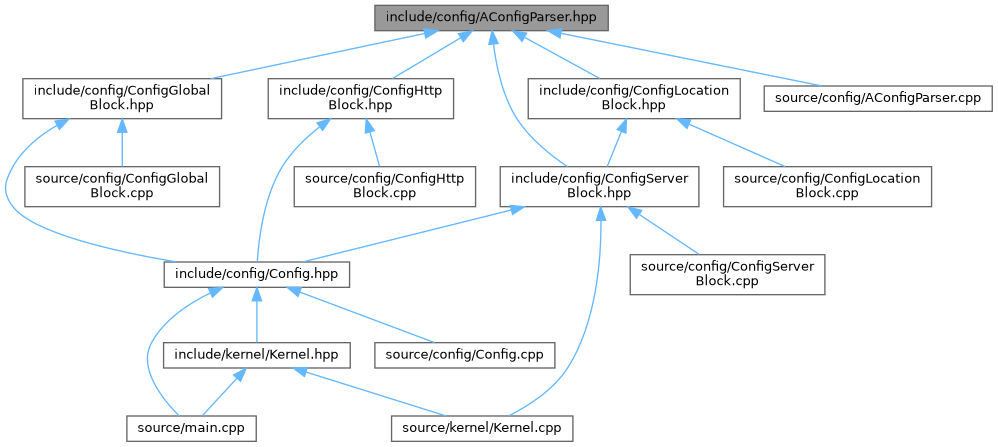 include/config/AConfigParser.hpp
include/config/ConfigGlobal
Block.hpp
include/config/ConfigHttp
Block.hpp
include/config/ConfigLocation
Block.hpp
source/config/AConfigParser.cpp
source/config/ConfigGlobal
Block.cpp
source/config/ConfigHttp
Block.cpp
include/config/ConfigServer
Block.hpp
source/config/ConfigLocation
Block.cpp
include/config/Config.hpp
source/config/ConfigServer
Block.cpp
include/kernel/Kernel.hpp
source/config/Config.cpp
source/main.cpp
source/kernel/Kernel.cpp